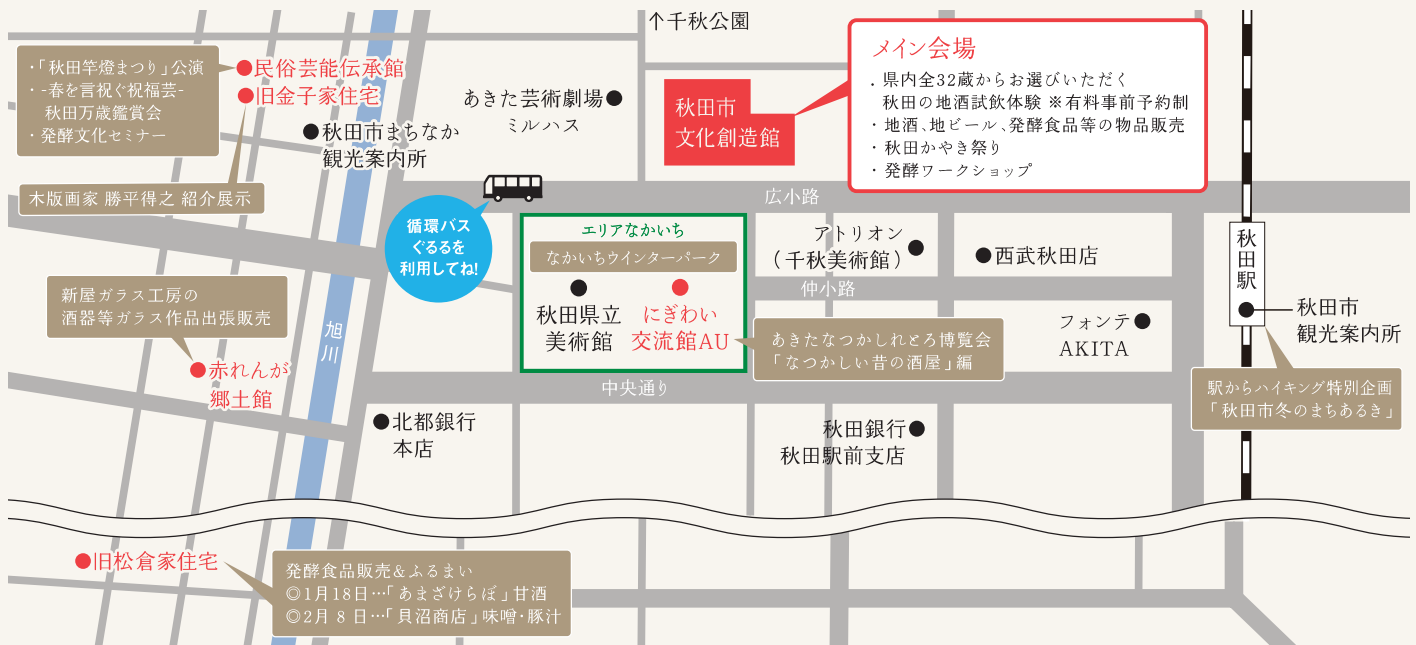 ↑千秋公園
・「秋田竿燈まつり」公演
・-春を言祝ぐ祝福芸-
秋田万歳鑑賞会
・発酵文化セミナー
民俗芸能伝承館
旧金子家住宅
木版画家 勝平得之 紹介展示
秋田市まちなか
観光案内所
あきた芸術劇場
ミルハス
秋田市
文化創造館
メイン会場
・県内全32蔵からお選びいただく
秋田の地酒試飲体験 ※有料事前予約制
・地酒、地ビール、発酵食品等の物品販売
・秋田かやき祭り
・発酵ワークショップ
広小路
循環バス
ぐるるを
利用してね!
エリアなかいち
なかいちウインターパーク
秋田県立
美術館
にぎわい
交流館AU
アトリオン
(千秋美術館)
西武秋田店
仲小路
あきたなつかしれとろ博覧会
「なつかしい昔の酒屋」編
フォンテ
AKITA
秋田駅
秋田市
観光案内所
駅からハイキング特別企画
「秋田市冬のまちあるき」
新屋ガラス工房の
酒器等ガラス作品出張販売
赤れんが
郷土館
旭川
中央通り
北都銀行
本店
秋田銀行
秋田駅前支店
旧松倉家住宅
発酵食品販売&ふるまい
◎1月18日…「あまざけらぼ」甘酒
◎2月 8 日…「貝沼商店」味噌・豚汁